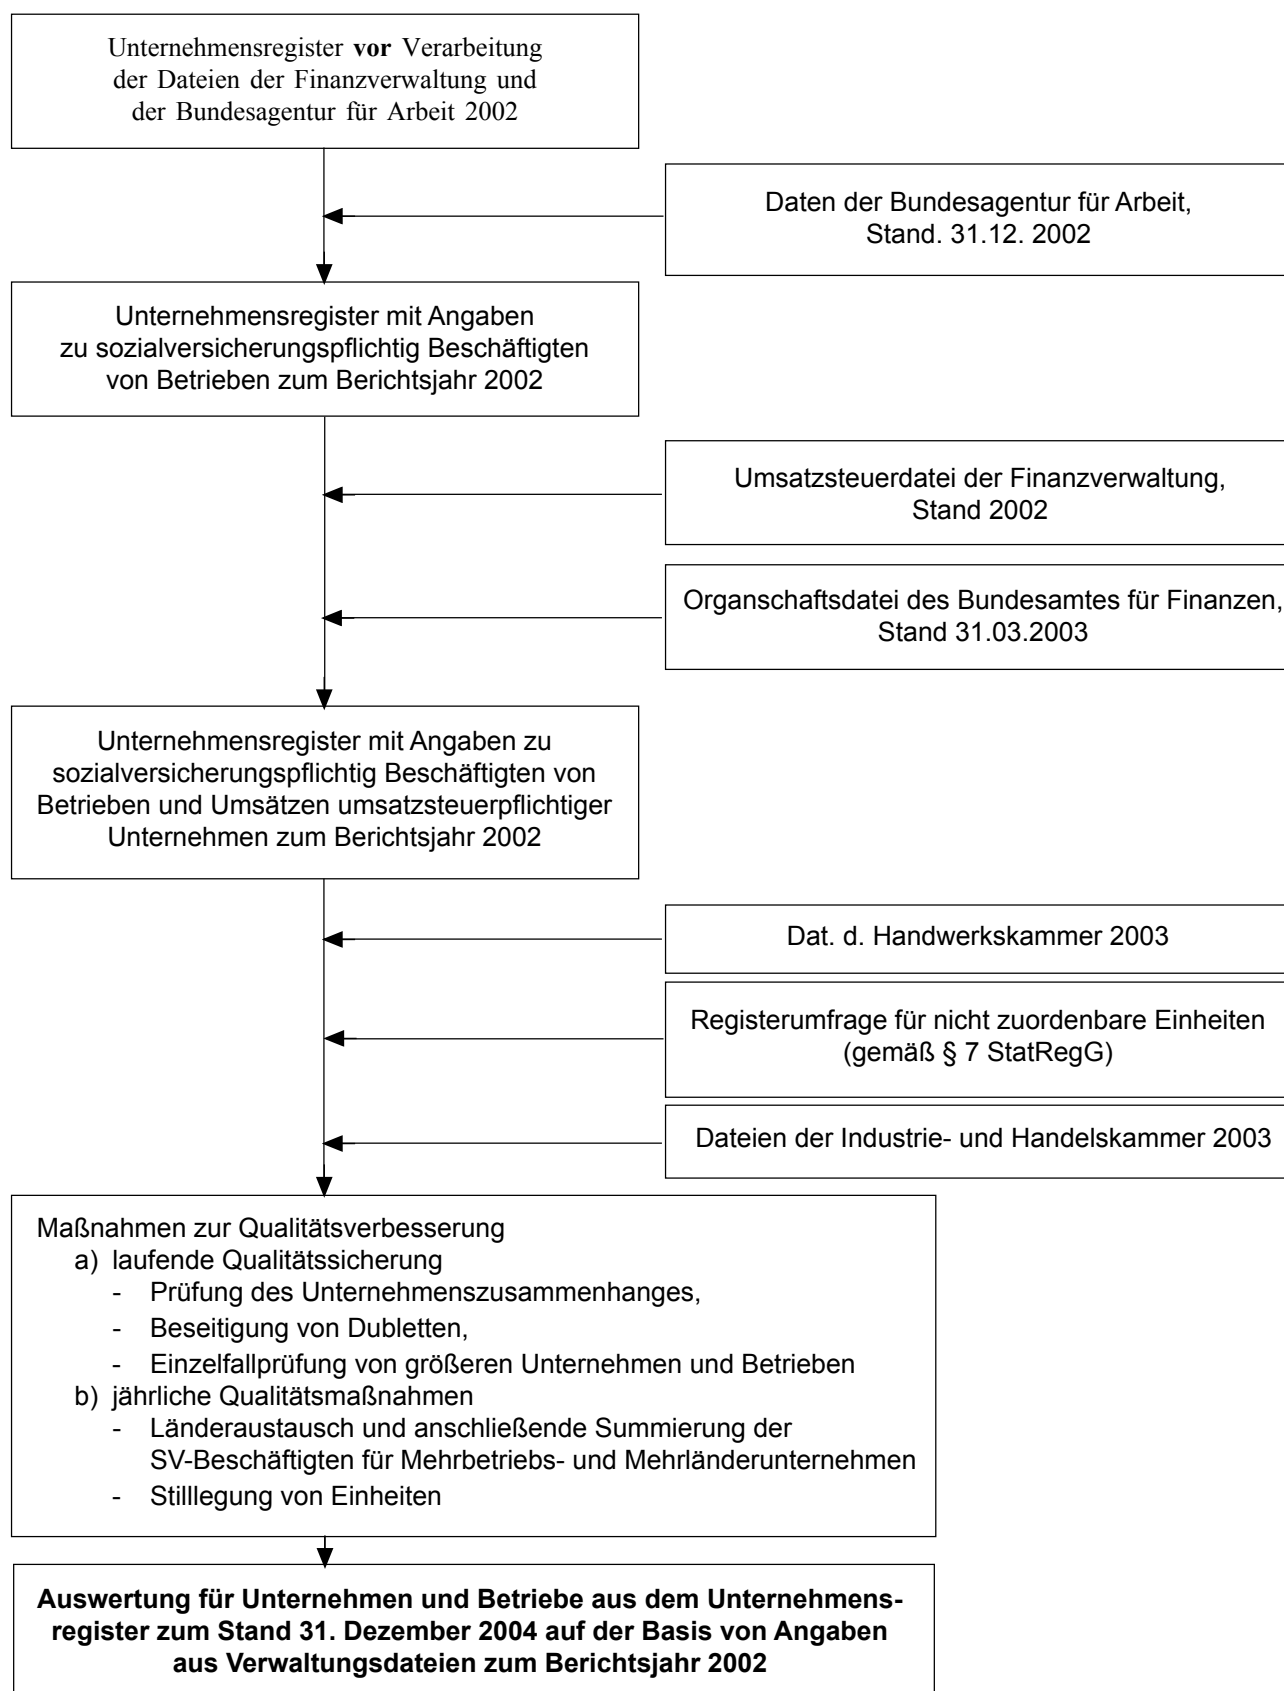 Unternehmensregister vor Verarbeitung
der Dateien der Finanzverwaltung und
der Bundesagentur für Arbeit 2002
Daten der Bundesagentur für Arbeit,
Stand. 31.12. 2002
Unternehmensregister mit Angaben
zu sozialversicherungspflichtig Beschäftigten
von Betrieben zum Berichtsjahr 2002
Umsatzsteuerdatei der Finanzverwaltung,
Stand 2002
Organschaftsdatei des Bundesamtes für Finanzen,
Stand 31.03.2003
Unternehmensregister mit Angaben zu
sozialversicherungspflichtig Beschäftigten von
Betrieben und Umsätzen umsatzsteuerpflichtiger
Unternehmen zum Berichtsjahr 2002
Dat. d. Handwerkskammer 2003
Registerumfrage für nicht zuordenbare Einheiten
(gemäß § 7 StatRegG)
Dateien der Industrie- und Handelskammer 2003
Maßnahmen zur Qualitätsverbesserung
a) laufende Qualitätssicherung
- Prüfung des Unternehmenszusammenhanges,
- Beseitigung von Dubletten,
- Einzelfallprüfung von größeren Unternehmen und Betrieben
b) jährliche Qualitätsmaßnahmen
- Länderaustausch und anschließende Summierung der
SV-Beschäftigten für Mehrbetriebs- und Mehrländerunternehmen
- Stilllegung von Einheiten
Auswertung für Unternehmen und Betriebe aus dem Unternehmens-
register zum Stand 31. Dezember 2004 auf der Basis von Angaben
aus Verwaltungsdateien zum Berichtsjahr 2002